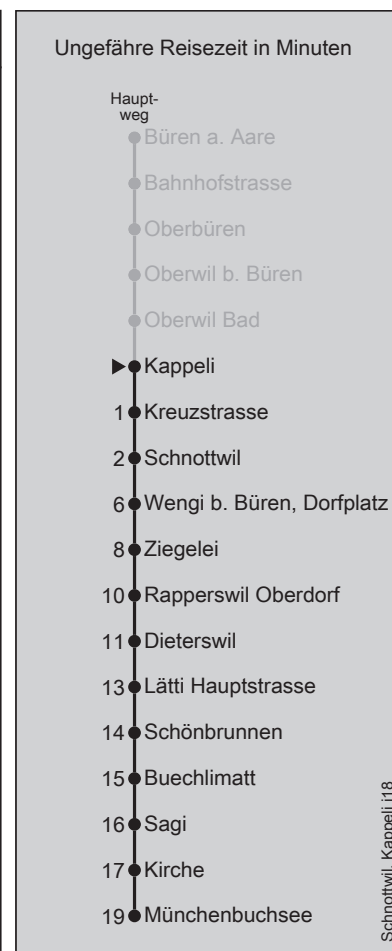 Ungefähre Reisezeit in Minuten
Haupt-
weg
Büren a. Aare
Bahnhofstrasse
Oberbüren
Oberwil b. Büren
Oberwil Bad
Kappeli
1 Kreuzstrasse
2 Schnottwil
6 Wengi b. Büren, Dorfplatz
8 Ziegelei
10 Rapperswil Oberdorf
11 Dieterswil
13 Lätti Hauptstrasse
14 Schönbrunnen
15 Buechlimatt
16 Sagi
17 Kirche
19 Münchenbuchsee
Schnottwil, Kappeli j18